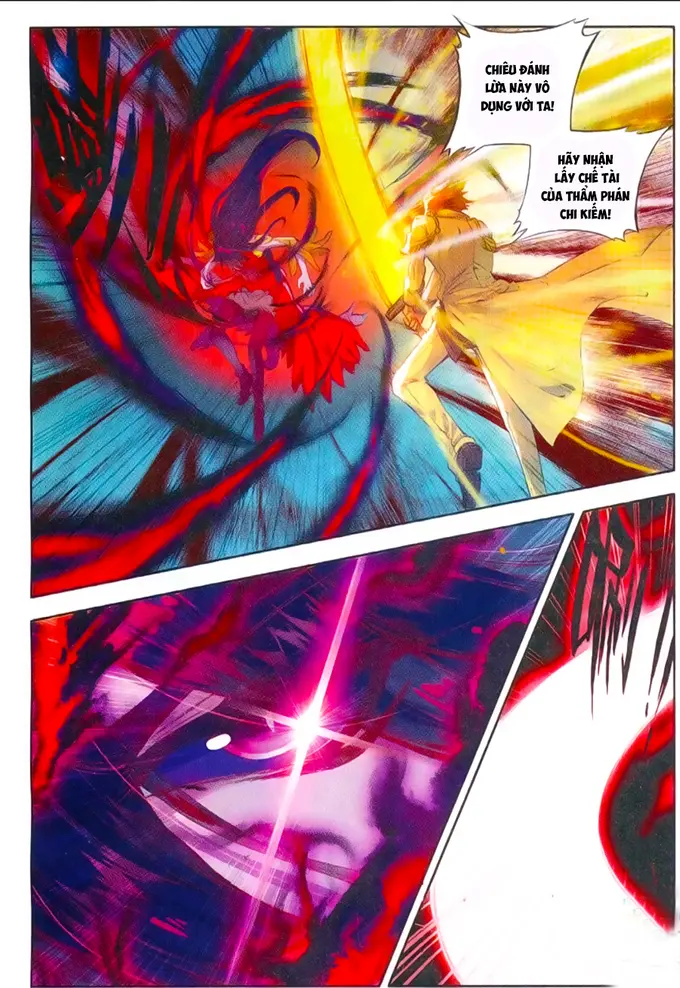 CHIÊU ĐÁNH
LỪA NÀY VÔ
DỤNG VỚI TA!
HÃY NHẬN
LẤY CHẾ TÀI
CỦA THẨM PHÁN
CHI KIẾM!